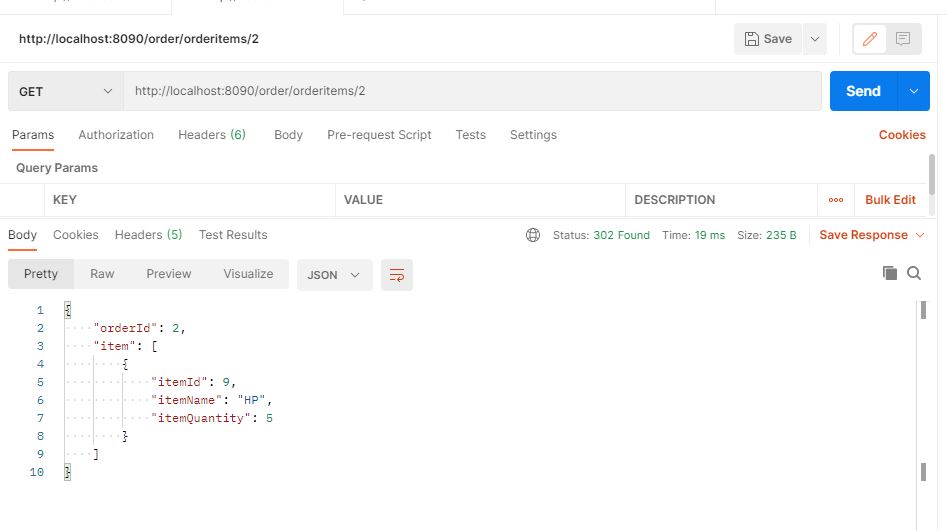 http://localhost:8090/order/orderitems/2
Save
GET
http://localhost:8090/order/orderitems/2
Send
Params Authorization Headers (6) Body Pre-request Script Tests Settings Cookies
Query Params
KEY VALUE DESCRIPTION ooo Bulk Edit
Body Cookies Headers (5) Test Results Status: 302 Found Time: 19 ms Size: 235 B Save Response
Pretty Raw Preview Visualize JSON
1 {
2 "orderId": 2,
3 "item": [
4 {
5 "itemId": 9,
6 "itemName": "HP",
7 "itemQuantity": 5
8 }
9 ]
10 }